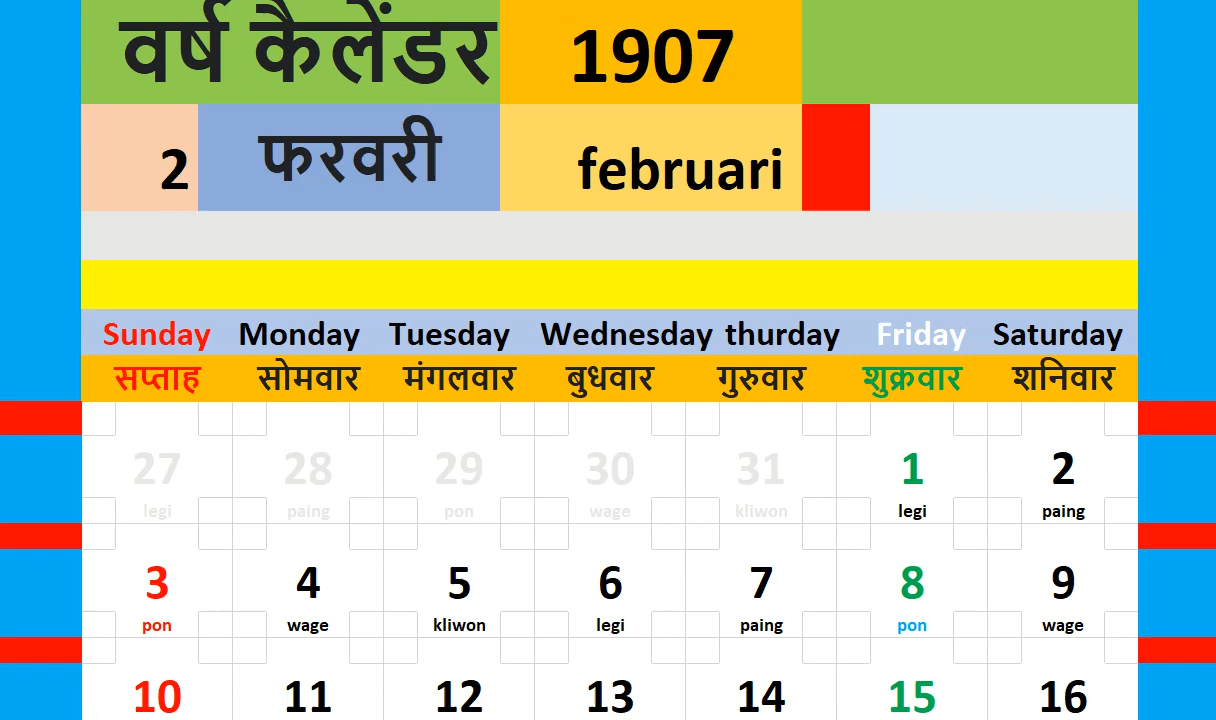 वर्ष कैलेंडर 1907
2 फरवरी februari
Sunday Monday Tuesday Wednesday thurday Friday Saturday
सप्ताह सोमवार मंगलवार बुधवार गुरुवार शुक्रवार शनिवार
27 28 29 30 31 1 2
legi paing pon wage kliwon legi paing
3 4 5 6 7 8 9
pon wage kliwon legi paing pon wage
10 11 12 13 14 15 16